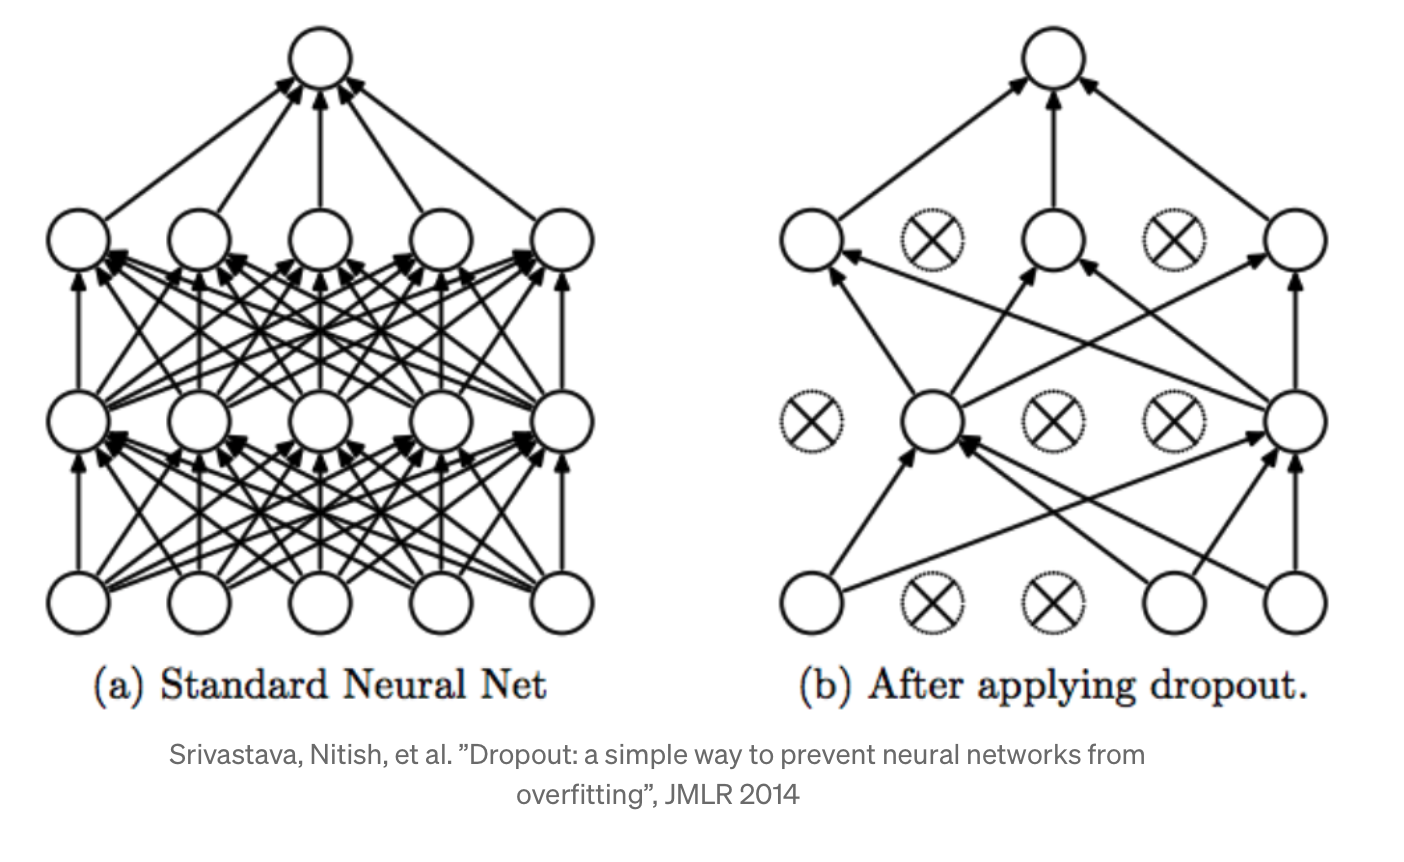 (a) Standard Neural Net
(b) After applying dropout.
Srivastava, Nitish, et al. ”Dropout: a simple way to prevent neural networks from
overfitting”, JMLR 2014